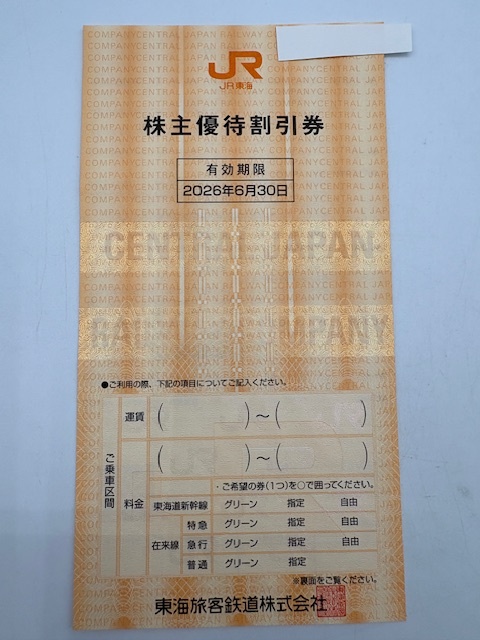 JR
JR東海
株主優待割引券
有効期限
2026年6月30日
CENTRAL JAPAN
RAILWAY COMPANY
●ご利用の際、下記の項目についてご記入ください。
ご乗車区間
運賃 ( ) ～ ( )
料金 ( ) ～ ( )
・ご希望の券(1つ)を○で囲ってください。
東海道新幹線 グリーン 指定 自由
在来線 特急 グリーン 指定 自由
急行 グリーン 指定 自由
普通 グリーン 指定
※裏面をご覧ください。
東海旅客鉄道株式会社